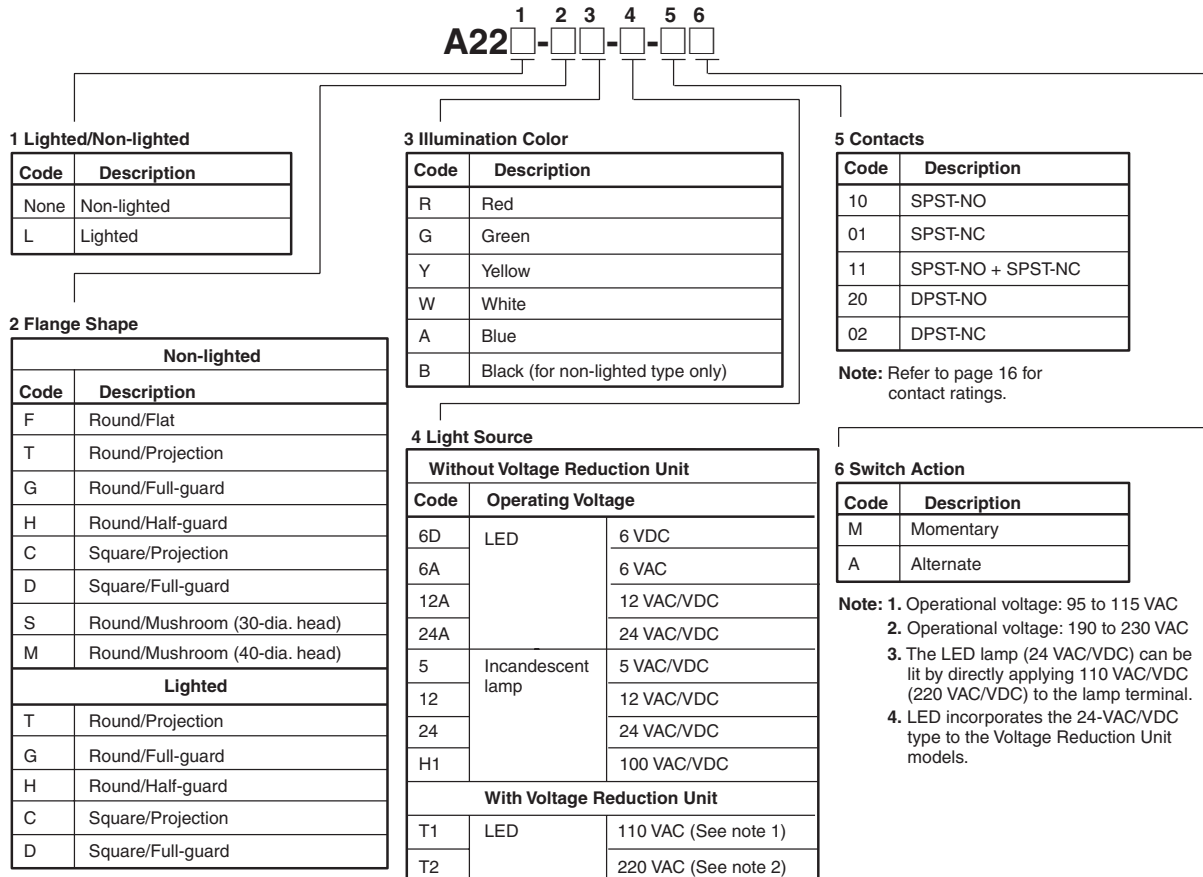 1 2 3 4 5 6
A22□-□□-□-□□
1 Lighted/Non-lighted
Code Description
None Non-lighted
L Lighted
2 Flange Shape
Non-lighted
Code Description
F Round/Flat
T Round/Projection
G Round/Full-guard
H Round/Half-guard
C Square/Projection
D Square/Full-guard
S Round/Mushroom (30-dia. head)
M Round/Mushroom (40-dia. head)
Lighted
T Round/Projection
G Round/Full-guard
H Round/Half-guard
C Square/Projection
D Square/Full-guard
3 Illumination Color
Code Description
R Red
G Green
Y Yellow
W White
A Blue
B Black (for non-lighted type only)
4 Light Source
Without Voltage Reduction Unit
Code Operating Voltage
6D LED 6 VDC
6A 6 VAC
12A 12 VAC/VDC
24A 24 VAC/VDC
5 Incandescent lamp 5 VAC/VDC
12 12 VAC/VDC
24 24 VAC/VDC
H1 100 VAC/VDC
With Voltage Reduction Unit
T1 LED 110 VAC (See note 1)
T2 220 VAC (See note 2)
5 Contacts
Code Description
10 SPST-NO
01 SPST-NC
11 SPST-NO + SPST-NC
20 DPST-NO
02 DPST-NC
Note: Refer to page 16 for
contact ratings.
6 Switch Action
Code Description
M Momentary
A Alternate
Note: 1. Operational voltage: 95 to 115 VAC
2. Operational voltage: 190 to 230 VAC
3. The LED lamp (24 VAC/VDC) can be
lit by directly applying 110 VAC/VDC
(220 VAC/VDC) to the lamp terminal.
4. LED incorporates the 24-VAC/VDC
type to the Voltage Reduction Unit
models.